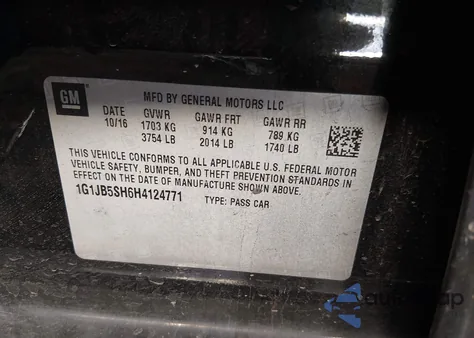 GM
MFD BY GENERAL MOTORS LLC
DATE GVWR GAWR FRT GAWR RR
10/16 1703 KG 914 KG 789 KG
3754 LB 2014 LB 1740 LB
THIS VEHICLE CONFORMS TO ALL APPLICABLE U.S. FEDERAL MOTOR
VEHICLE SAFETY, BUMPER, AND THEFT PREVENTION STANDARDS IN
EFFECT ON THE DATE OF MANUFACTURE SHOWN ABOVE.
1G1JB5SH6H4124771 TYPE: PASS CAR